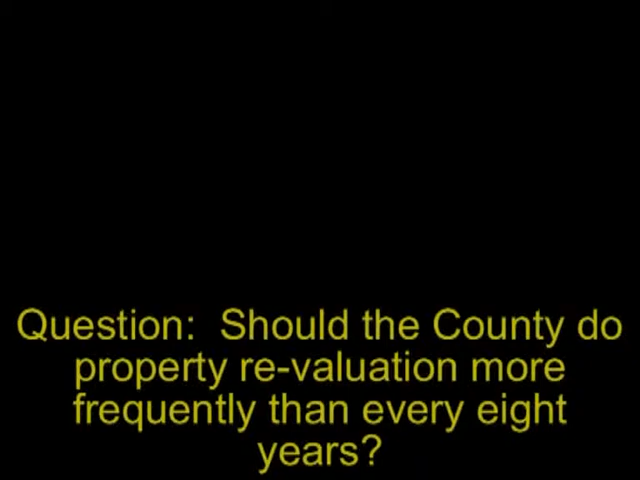 Question:  Should the County do
property re-valuation more
frequently than every eight
years?